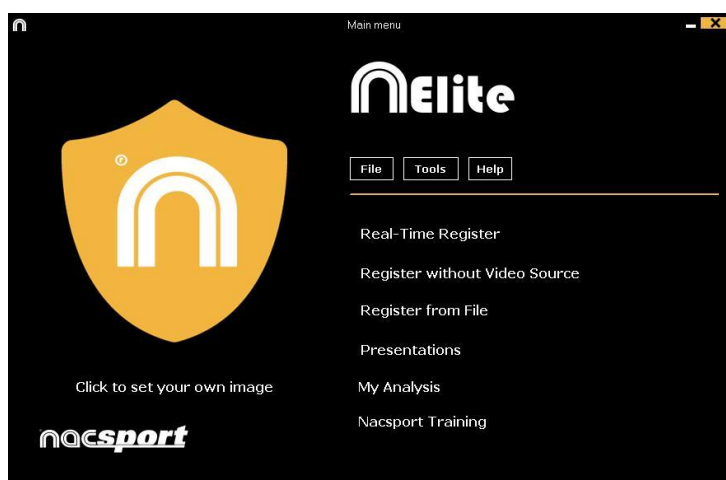 Main menu
nElite
File Tools Help
Real-Time Register
Register without Video Source
Register from File
Presentations
My Analysis
Nacsport Training
®
n
Click to set your own image
nacsport